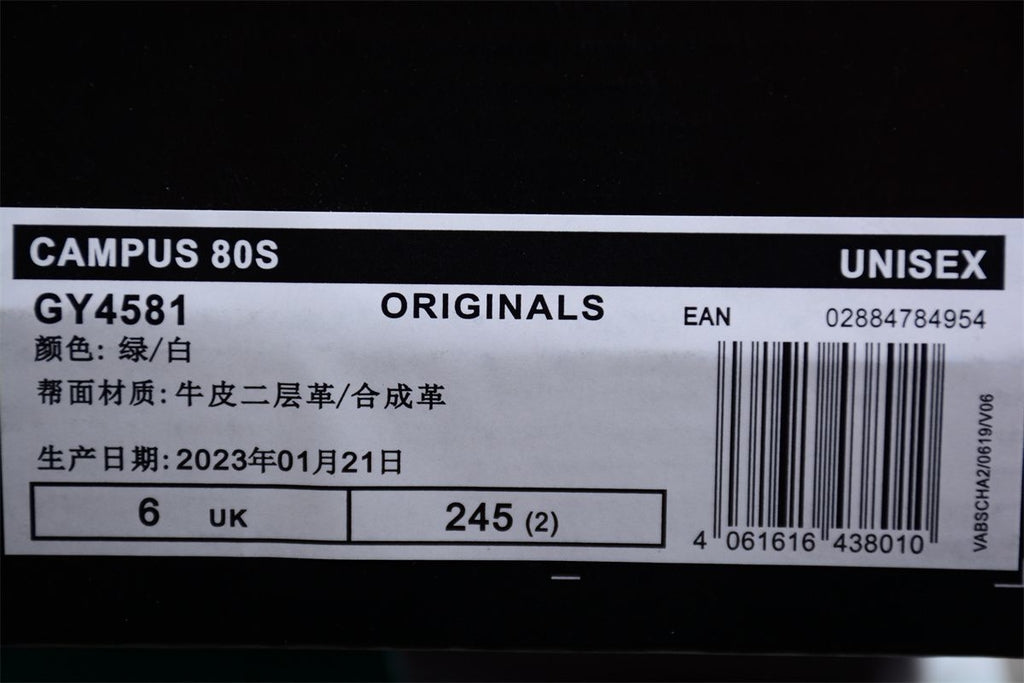 CAMPUS 80S UNISEX
GY4581 ORIGINALS EAN 02884784954
颜色: 绿/白
帮面材质: 牛皮二层革/合成革
生产日期: 2023年01月21日
6 UK 245 (2)
4 061616 438010
VABSCHA2/0619/V06